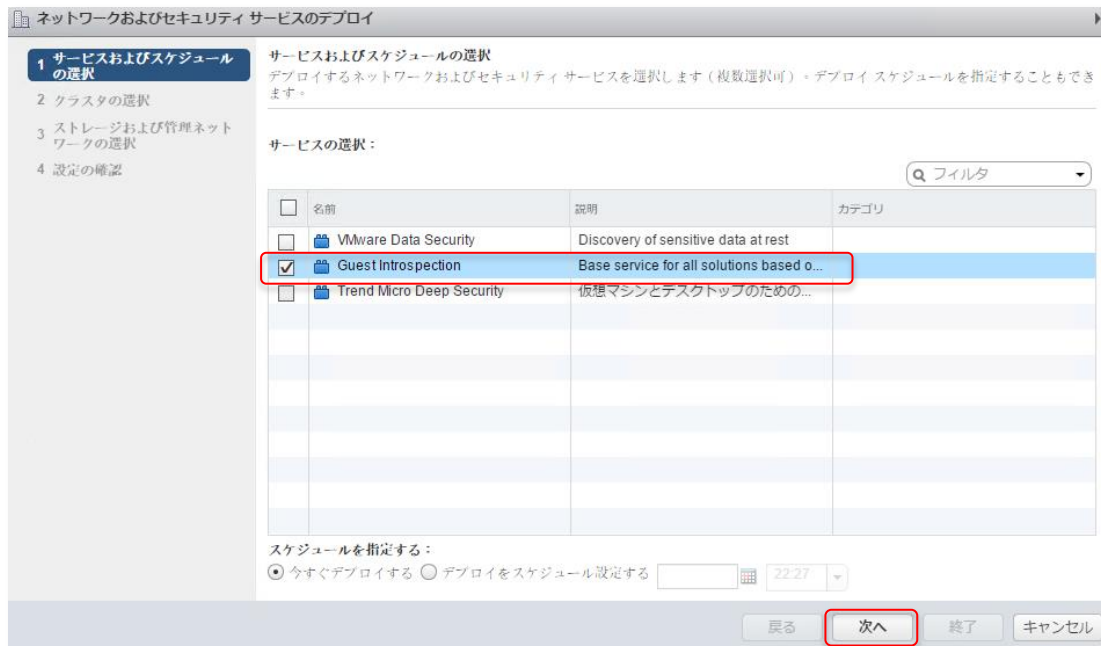 ネットワークおよびセキュリティ サービスのデプロイ
1 サービスおよびスケジュール
の選択
2 クラスタの選択
3 ストレージおよび管理ネット
ワークの選択
4 設定の確認
サービスおよびスケジュールの選択
デプロイするネットワークおよびセキュリティ サービスを選択します（複数選択可）。デプロイ スケジュールを指定することもでき
ます。
サービスの選択：
フィルタ
名前 説明 カテゴリ
VMware Data Security Discovery of sensitive data at rest
Guest Introspection Base service for all solutions based o...
Trend Micro Deep Security 仮想マシンとデスクトップのための...
スケジュールを指定する：
今すぐデプロイする デプロイをスケジュール設定する 22:27
戻る 次へ 終了 キャンセル